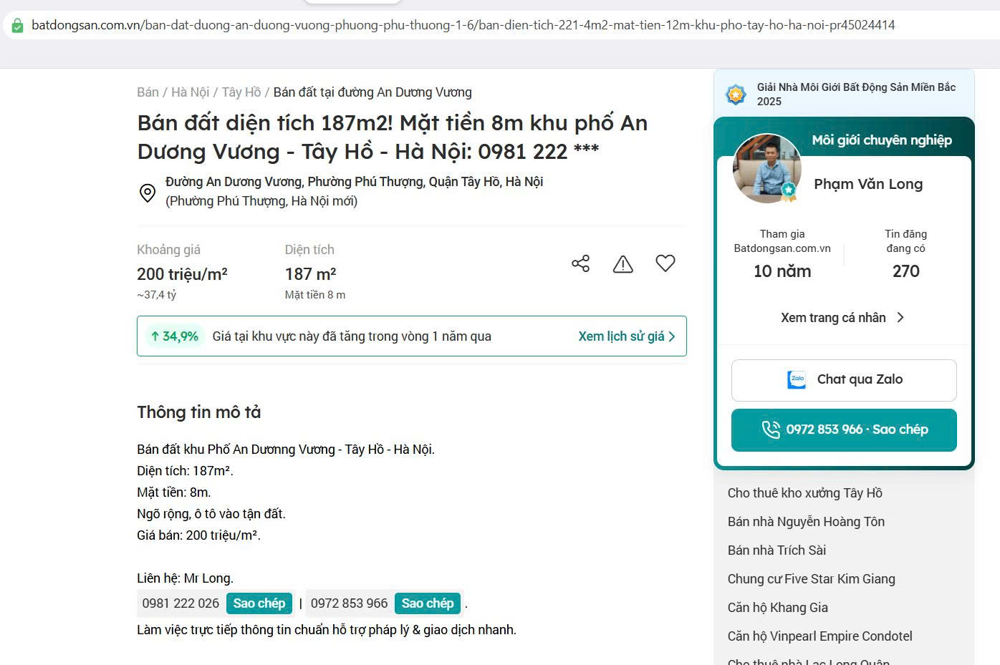 batdongsan.com.vn/ban-dat-duong-an-duong-vuong-phuong-phu-thuong-1-6/ban-dien-tich-221-4m2-mat-tien-12m-khu-pho-tay-ho-ha-noi-pr45024414
Bán / Hà Nội / Tây Hồ / Bán đất tại đường An Dương Vương
Bán đất diện tích 187m2! Mặt tiền 8m khu phố An
Dương Vương - Tây Hồ - Hà Nội: 0981 222 ***
Đường An Dương Vương, Phường Phú Thượng, Quận Tây Hồ, Hà Nội
(Phường Phú Thượng, Hà Nội mới)
Khoảng giá
200 triệu/m²
~37,4 tỷ
Diện tích
187 m²
Mặt tiền 8 m
34,9% Giá tại khu vực này đã tăng trong vòng 1 năm qua Xem lịch sử giá
Thông tin mô tả
Bán đất khu Phố An Dươnng Vương - Tây Hồ - Hà Nội.
Diện tích: 187m².
Mặt tiền: 8m.
Ngõ rộng, ô tô vào tận đất.
Giá bán: 200 triệu/m².
Liên hệ: Mr Long.
0981 222 026 Sao chép | 0972 853 966 Sao chép .
Làm việc trực tiếp thông tin chuẩn hỗ trợ pháp lý & giao dịch nhanh.
Giải Nhà Môi Giới Bất Động Sản Miền Bắc
2025
Môi giới chuyên nghiệp
Phạm Văn Long
Tham gia
Batdongsan.com.vn
10 năm
Tin đăng
đang có
270
Xem trang cá nhân
Zalo Chat qua Zalo
0972 853 966 · Sao chép
Cho thuê kho xưởng Tây Hồ
Bán nhà Nguyễn Hoàng Tôn
Bán nhà Trích Sài
Chung cư Five Star Kim Giang
Căn hộ Khang Gia
Căn hộ Vinpearl Empire Condotel
Cho thuê nhà Lạc Long Quân